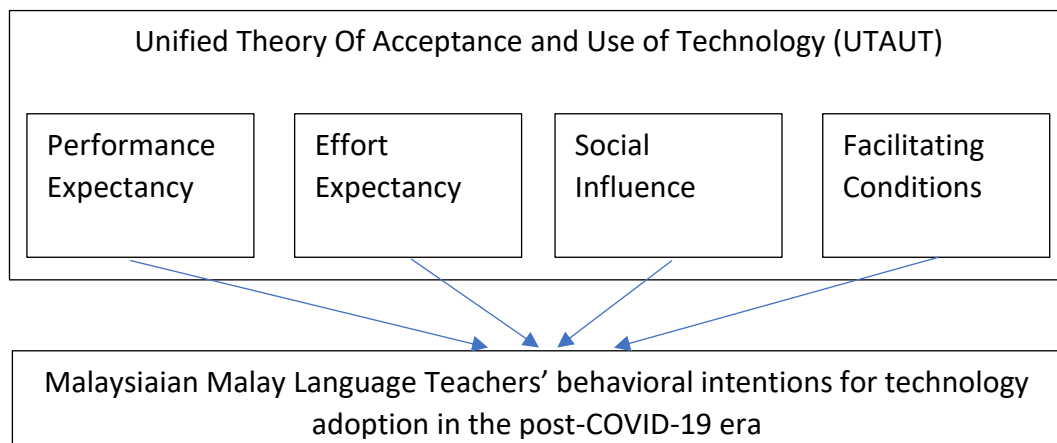 Unified Theory Of Acceptance and Use of Technology (UTAUT)
Performance
Expectancy
Effort
Expectancy
Social
Influence
Facilitating
Conditions
Malaysiaian Malay Language Teachers’ behavioral intentions for technology
adoption in the post-COVID-19 era